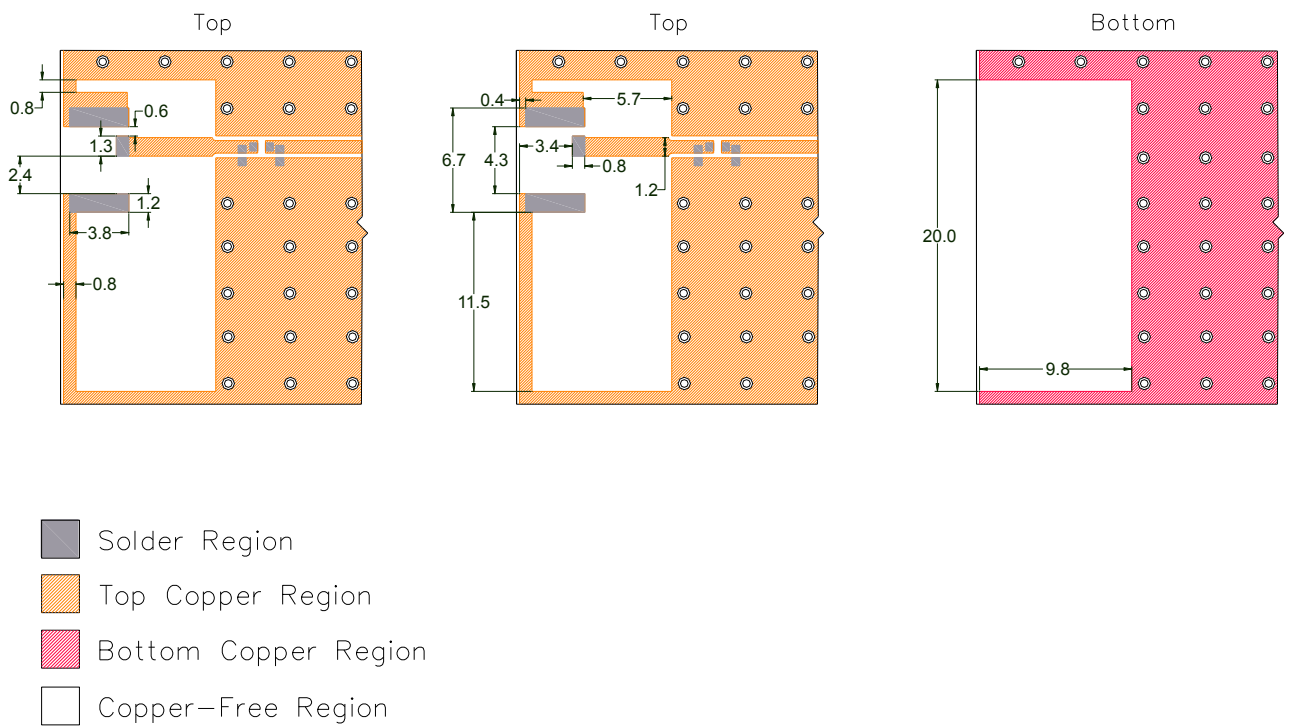 Top
Top
Bottom
0.8
0.6
1.3
2.4
1.2
3.8
0.8
0.4
5.7
6.7
4.3
3.4
0.8
1.2
11.5
20.0
9.8
Solder Region
Top Copper Region
Bottom Copper Region
Copper-Free Region